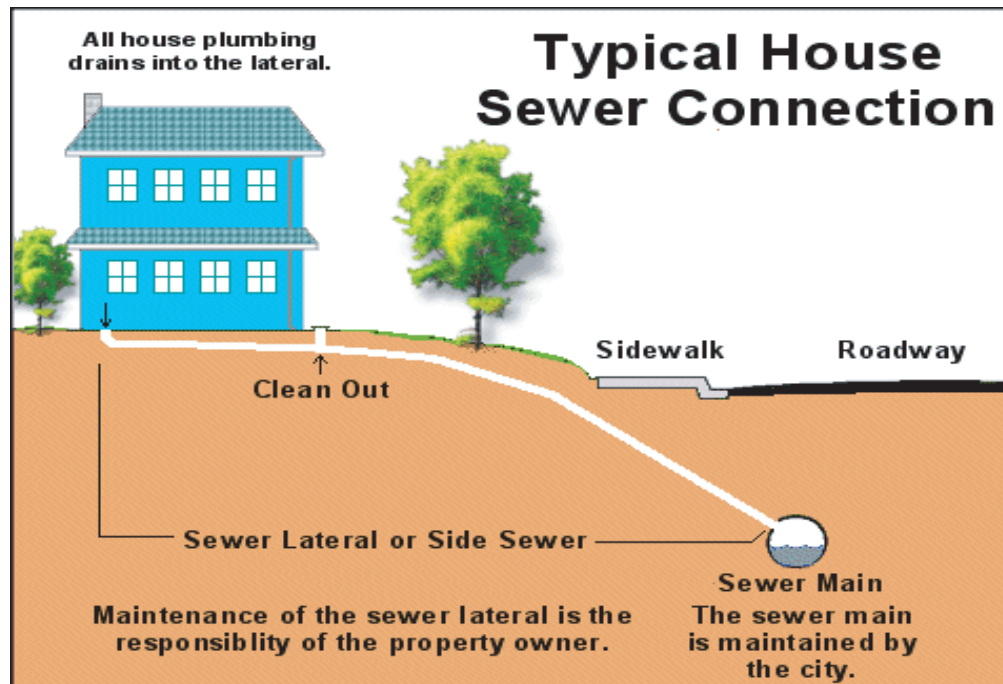 All house plumbing
drains into the lateral.
Typical House
Sewer Connection
Sidewalk
Roadway
Clean Out
Sewer Lateral or Side Sewer
Sewer Main
Maintenance of the sewer lateral is the
responsiblity of the property owner.
The sewer main
is maintained by
the city.